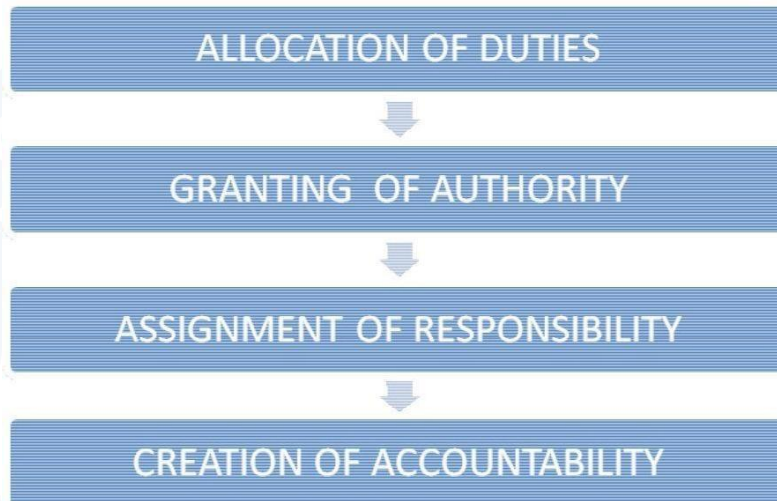 ALLOCATION OF DUTIES
GRANTING OF AUTHORITY
ASSIGNMENT OF RESPONSIBILITY
CREATION OF ACCOUNTABILITY